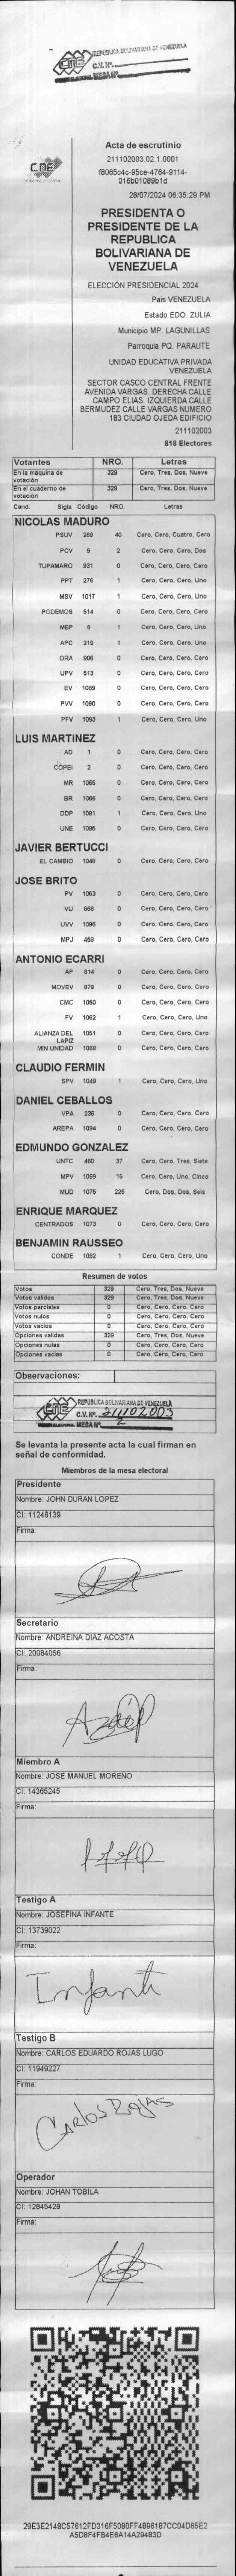 CNE REPUBLICA BOLIVARIANA DE VENEZUELA
C.V. Nº.
MESA Nº
CNE
Acta de escrutinio
211102003.02.1.0001
f8065c4c-95ce-4764-9114-
016b01089b1d
28/07/2024 06:35:29 PM
PRESIDENTA O
PRESIDENTE DE LA
REPUBLICA
BOLIVARIANA DE
VENEZUELA
ELECCIÓN PRESIDENCIAL 2024
Pais VENEZUELA
Estado EDO. ZULIA
Municipio MP. LAGUNILLAS
Parroquia PQ. PARAUTE
UNIDAD EDUCATIVA PRIVADA
VENEZUELA
SECTOR CASCO CENTRAL FRENTE
AVENIDA VARGAS. DERECHA CALLE
CAMPO ELIAS. IZQUIERDA CALLE
BERMUDEZ CALLE VARGAS NUMERO
183 CIUDAD OJEDA EDIFICIO
211102003
818 Electores
Votantes NRO. Letras
En la maquina de votación 329 Cero, Tres, Dos, Nueve
En el cuaderno de votación 329 Cero, Tres, Dos, Nueve
Cand. Sigla Código NRO. Letras
NICOLAS MADURO
PSUV 269 40 Cero, Cero, Cuatro, Cero
PCV 9 2 Cero, Cero, Cero, Dos
TUPAMARO 931 0 Cero, Cero, Cero, Cero
PPT 276 1 Cero, Cero, Cero, Uno
MSV 1017 1 Cero, Cero, Cero, Uno
PODEMOS 514 0 Cero, Cero, Cero, Cero
MEP 6 1 Cero, Cero, Cero, Uno
APC 219 1 Cero, Cero, Cero, Uno
ORA 906 0 Cero, Cero, Cero, Cero
UPV 513 0 Cero, Cero, Cero, Cero
EV 1089 0 Cero, Cero, Cero, Cero
PVV 1090 0 Cero, Cero, Cero, Cero
PFV 1093 1 Cero, Cero, Cero, Uno
LUIS MARTINEZ
AD 1 0 Cero, Cero, Cero, Cero
COPEI 2 0 Cero, Cero, Cero, Cero
MR 1065 0 Cero, Cero, Cero, Cero
BR 1066 0 Cero, Cero, Cero, Cero
DDP 1091 1 Cero, Cero, Cero, Uno
UNE 1095 0 Cero, Cero, Cero, Cero
JAVIER BERTUCCI
EL CAMBIO 1048 0 Cero, Cero, Cero, Cero
JOSE BRITO
PV 1053 0 Cero, Cero, Cero, Cero
VU 868 0 Cero, Cero, Cero, Cero
UVV 1096 0 Cero, Cero, Cero, Cero
MPJ 458 0 Cero, Cero, Cero, Cero
ANTONIO ECARRI
AP 814 0 Cero, Cero, Cero, Cero
MOVEV 978 0 Cero, Cero, Cero, Cero
CMC 1050 0 Cero, Cero, Cero, Cero
FV 1062 1 Cero, Cero, Cero, Uno
ALIANZA DEL LAPIZ 1051 0 Cero, Cero, Cero, Cero
MIN UNIDAD 1068 0 Cero, Cero, Cero, Cero
CLAUDIO FERMIN
SPV 1049 1 Cero, Cero, Cero, Uno
DANIEL CEBALLOS
VPA 236 0 Cero, Cero, Cero, Cero
AREPA 1094 0 Cero, Cero, Cero, Cero
EDMUNDO GONZALEZ
UNTC 460 37 Cero, Cero, Tres, Siete
MPV 1069 15 Cero, Cero, Uno, Cinco
MUD 1075 226 Cero, Dos, Dos, Seis
ENRIQUE MARQUEZ
CENTRADOS 1073 0 Cero, Cero, Cero, Cero
BENJAMIN RAUSSEO
CONDE 1092 1 Cero, Cero, Cero, Uno
Resumen de votos
Votos 329 Cero, Tres, Dos, Nueve
Votos validos 329 Cero, Tres, Dos, Nueve
Votos parciales 0 Cero, Cero, Cero, Cero
Votos nulos 0 Cero, Cero, Cero, Cero
Votos vacios 0 Cero, Cero, Cero, Cero
Opciones validas 329 Cero, Tres, Dos, Nueve
Opciones nulas 0 Cero, Cero, Cero, Cero
Opciones vacias 0 Cero, Cero, Cero, Cero
Observaciones:
CNE REPUBLICA BOLIVARIANA DE VENEZUELA
C.V. Nº. 211102003
MESA Nº 2
Se levanta la presente acta la cual firman en
señal de conformidad.
Miembros de la mesa electoral
Presidente
Nombre: JOHN DURAN LOPEZ
CI: 11246139
Firma:
Secretario
Nombre: ANDREINA DIAZ ACOSTA
CI: 20084056
Firma:
Miembro A
Nombre: JOSE MANUEL MORENO
CI: 14365245
Firma:
Testigo A
Nombre: JOSEFINA INFANTE
CI: 13739022
Firma:
Infante
Testigo B
Nombre: CARLOS EDUARDO ROJAS LUGO
CI: 11949227
Firma:
Carlos Rojas
Operador
Nombre: JOHAN TOBILA
CI: 12845428
Firma:
29E3E2148C57612FD316F5080FF4896187CC04D65E2
A5D8F4FB4E6A14A29483D